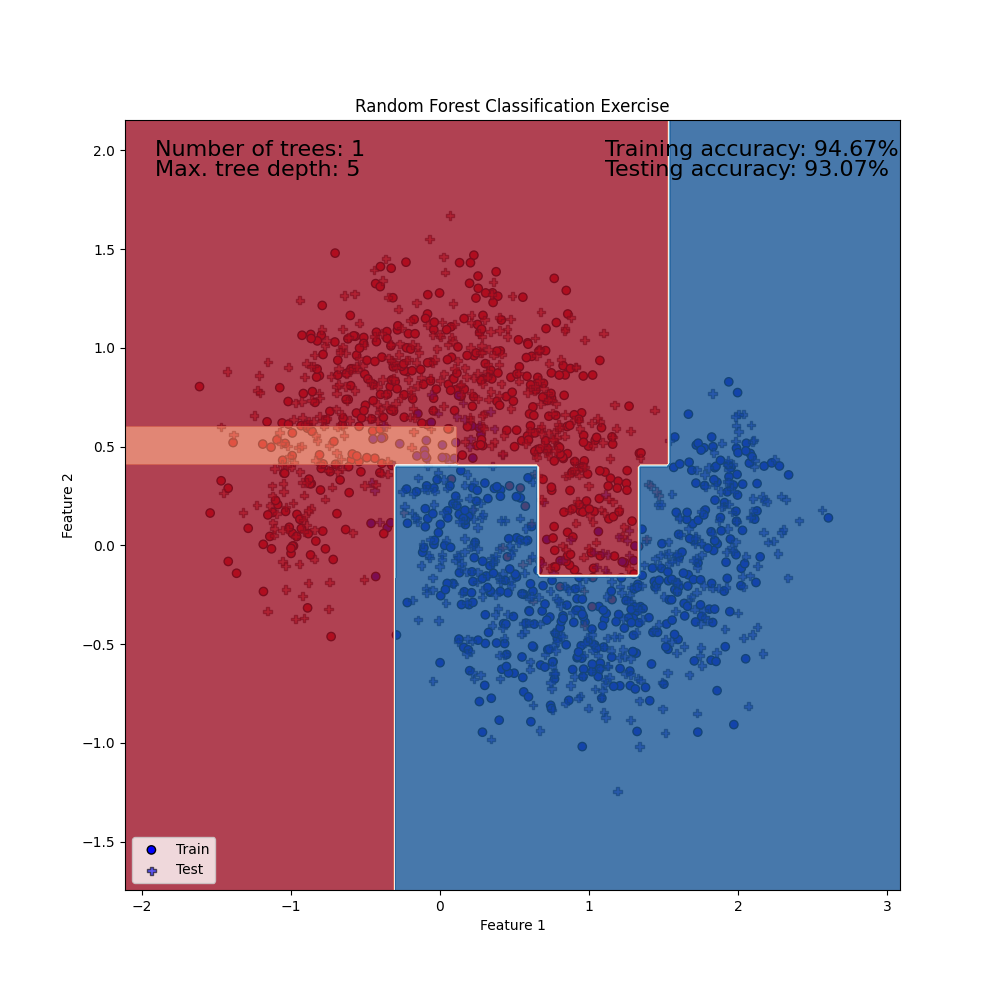 Random Forest Classification Exercise
Number of trees: 1
Max. tree depth: 5
Training accuracy: 94.67%
Testing accuracy: 93.07%
2.0
1.5
1.0
0.5
0.0
−0.5
−1.0
−1.5
Feature 2
Train
Test
−2
−1
0
1
2
3
Feature 1